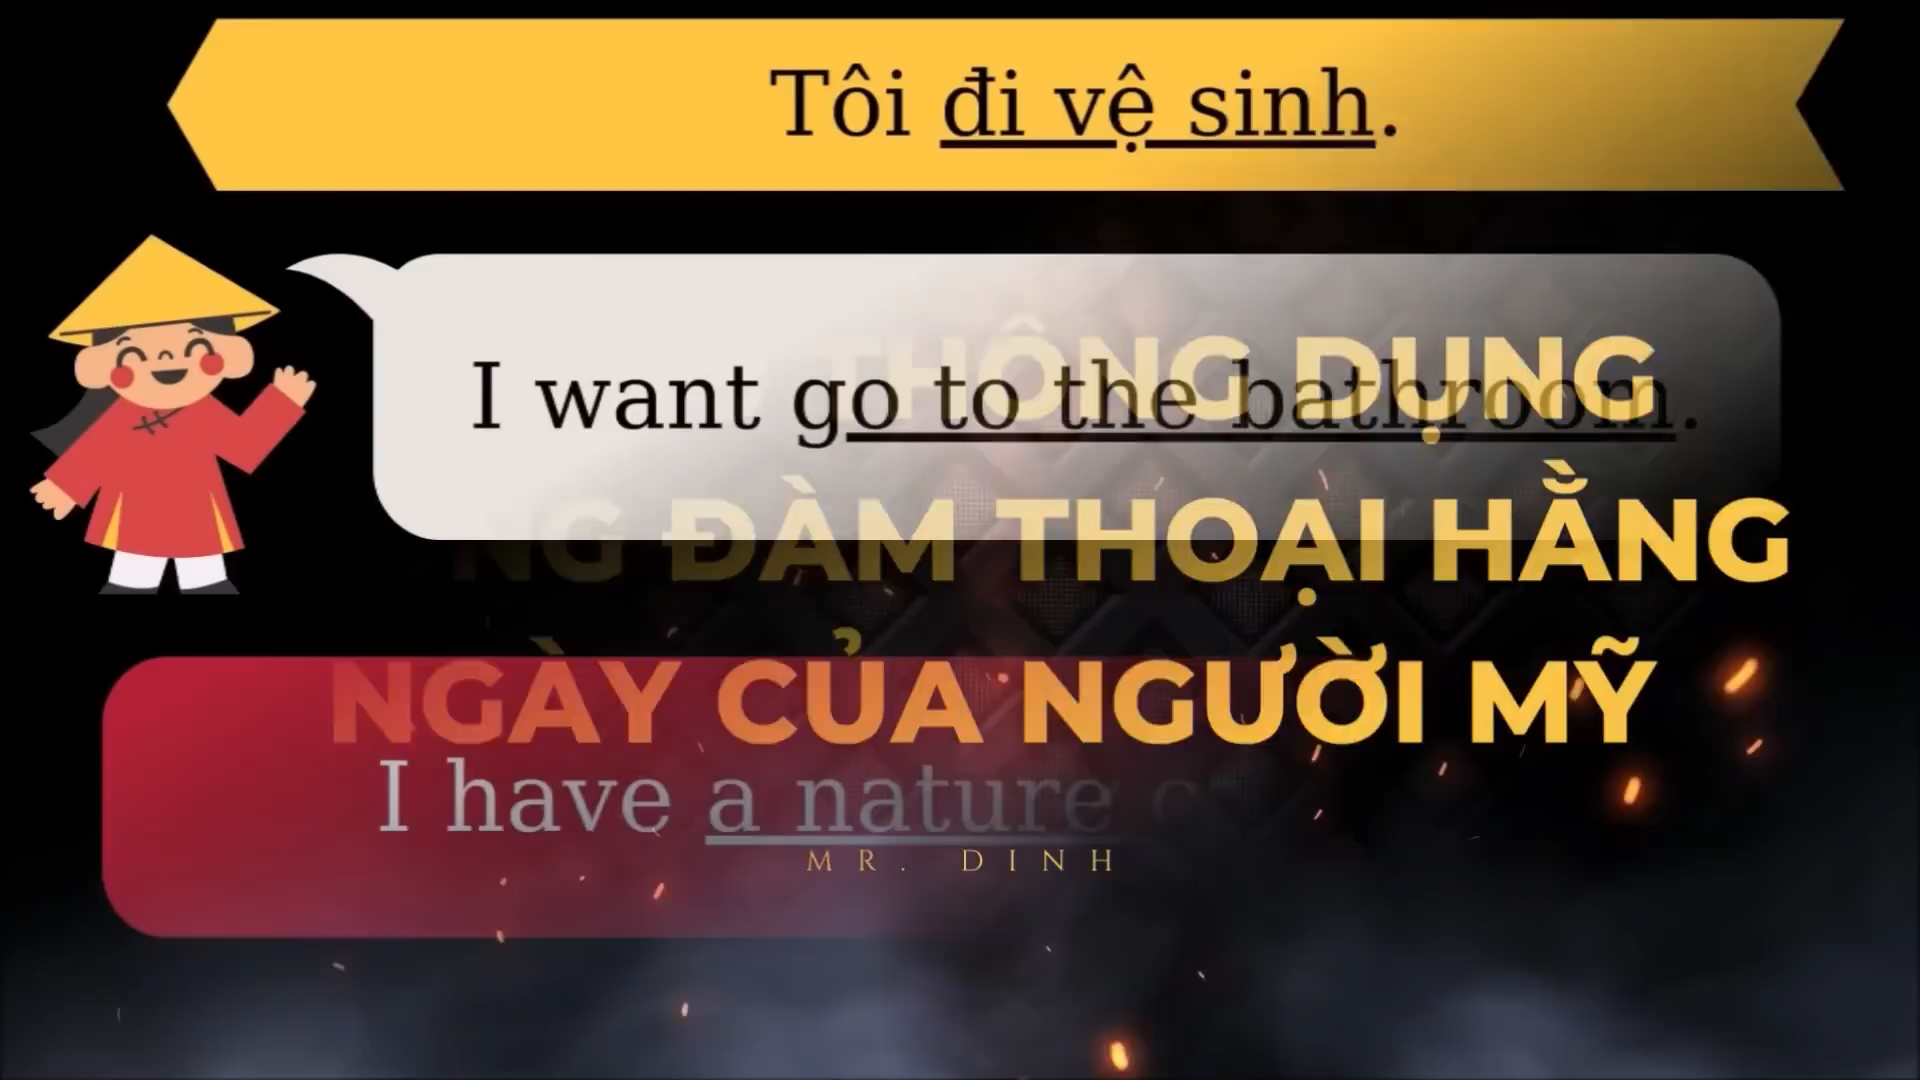 Tôi đi vệ sinh.
THÔNG DỤNG
I want go to the bathroom.
ĐÀM THOẠI HẰNG
NGÀY CỦA NGƯỜI MỸ
I have a nature
MR. DINH